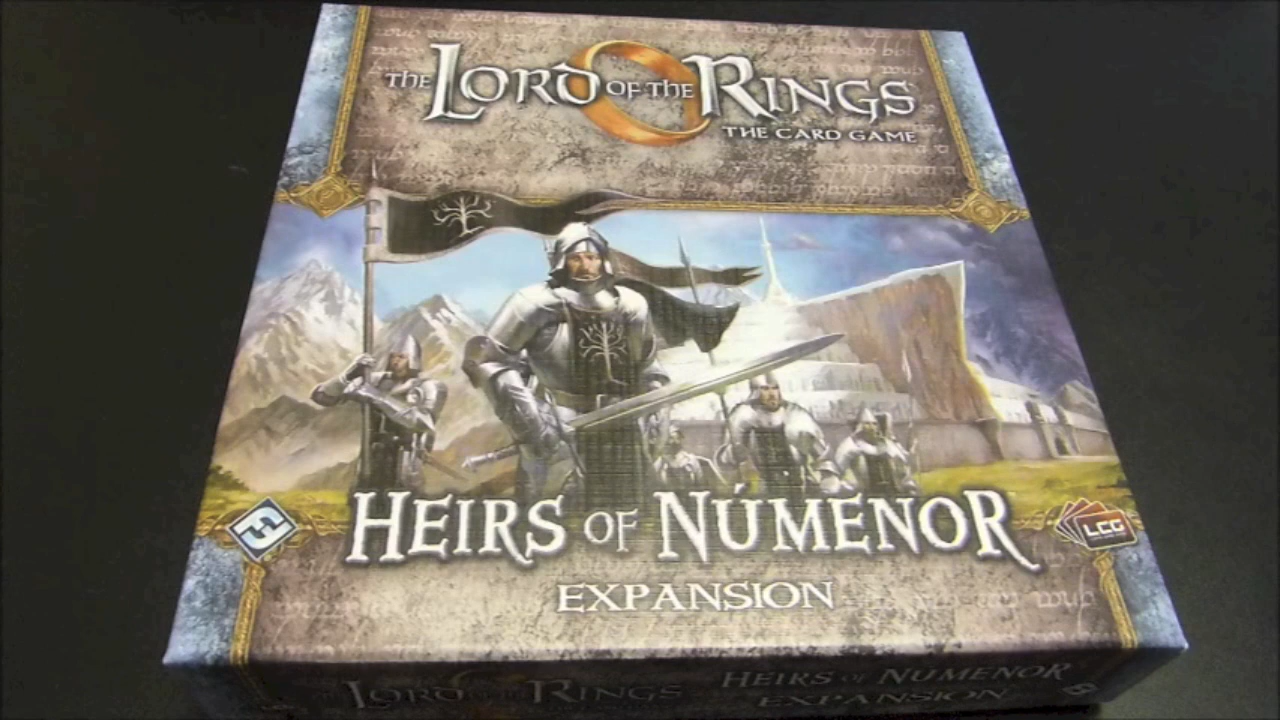 THE LORD OF THE RINGS
THE CARD GAME
HEIRS OF NÚMENOR
LCG
EXPANSION
LORD OF THE RINGS
HEIRS OF NÚMENOR
EXPANSION